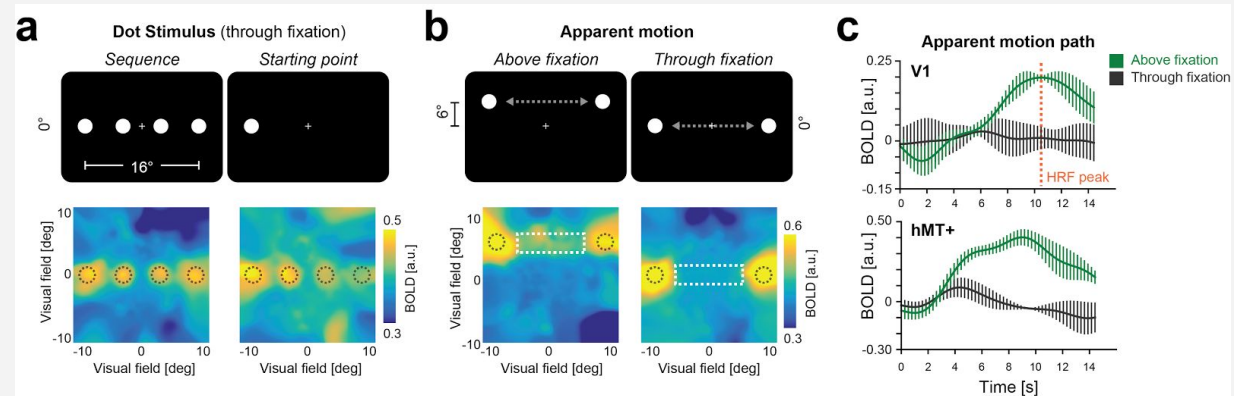 a
Dot Stimulus (through fixation)
Sequence
Starting point
0°
16°
Visual field [deg]
10
0
-10
-10 0 10
Visual field [deg]
-10 0 10
Visual field [deg]
0.5
BOLD [a.u.]
0.3
b
Apparent motion
Above fixation
Through fixation
6°
0°
Visual field [deg]
10
0
-10
-10 0 10
Visual field [deg]
-10 0 10
Visual field [deg]
0.6
BOLD [a.u.]
0.3
c
Apparent motion path
Above fixation
Through fixation
V1
BOLD [a.u.]
0.25
0
-0.15
HRF peak
0 2 4 6 8 10 12 14
hMT+
BOLD [a.u.]
0.50
0
-0.30
0 2 4 6 8 10 12 14
Time [s]